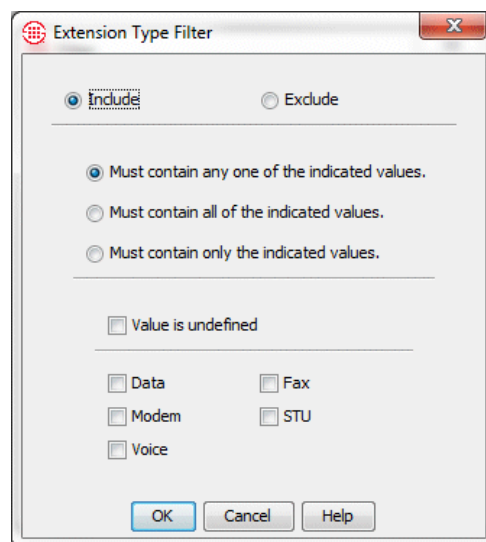 Extension Type Filter
Include Exclude
Must contain any one of the indicated values.
Must contain all of the indicated values.
Must contain only the indicated values.
Value is undefined
Data Fax
Modem STU
Voice
OK Cancel Help